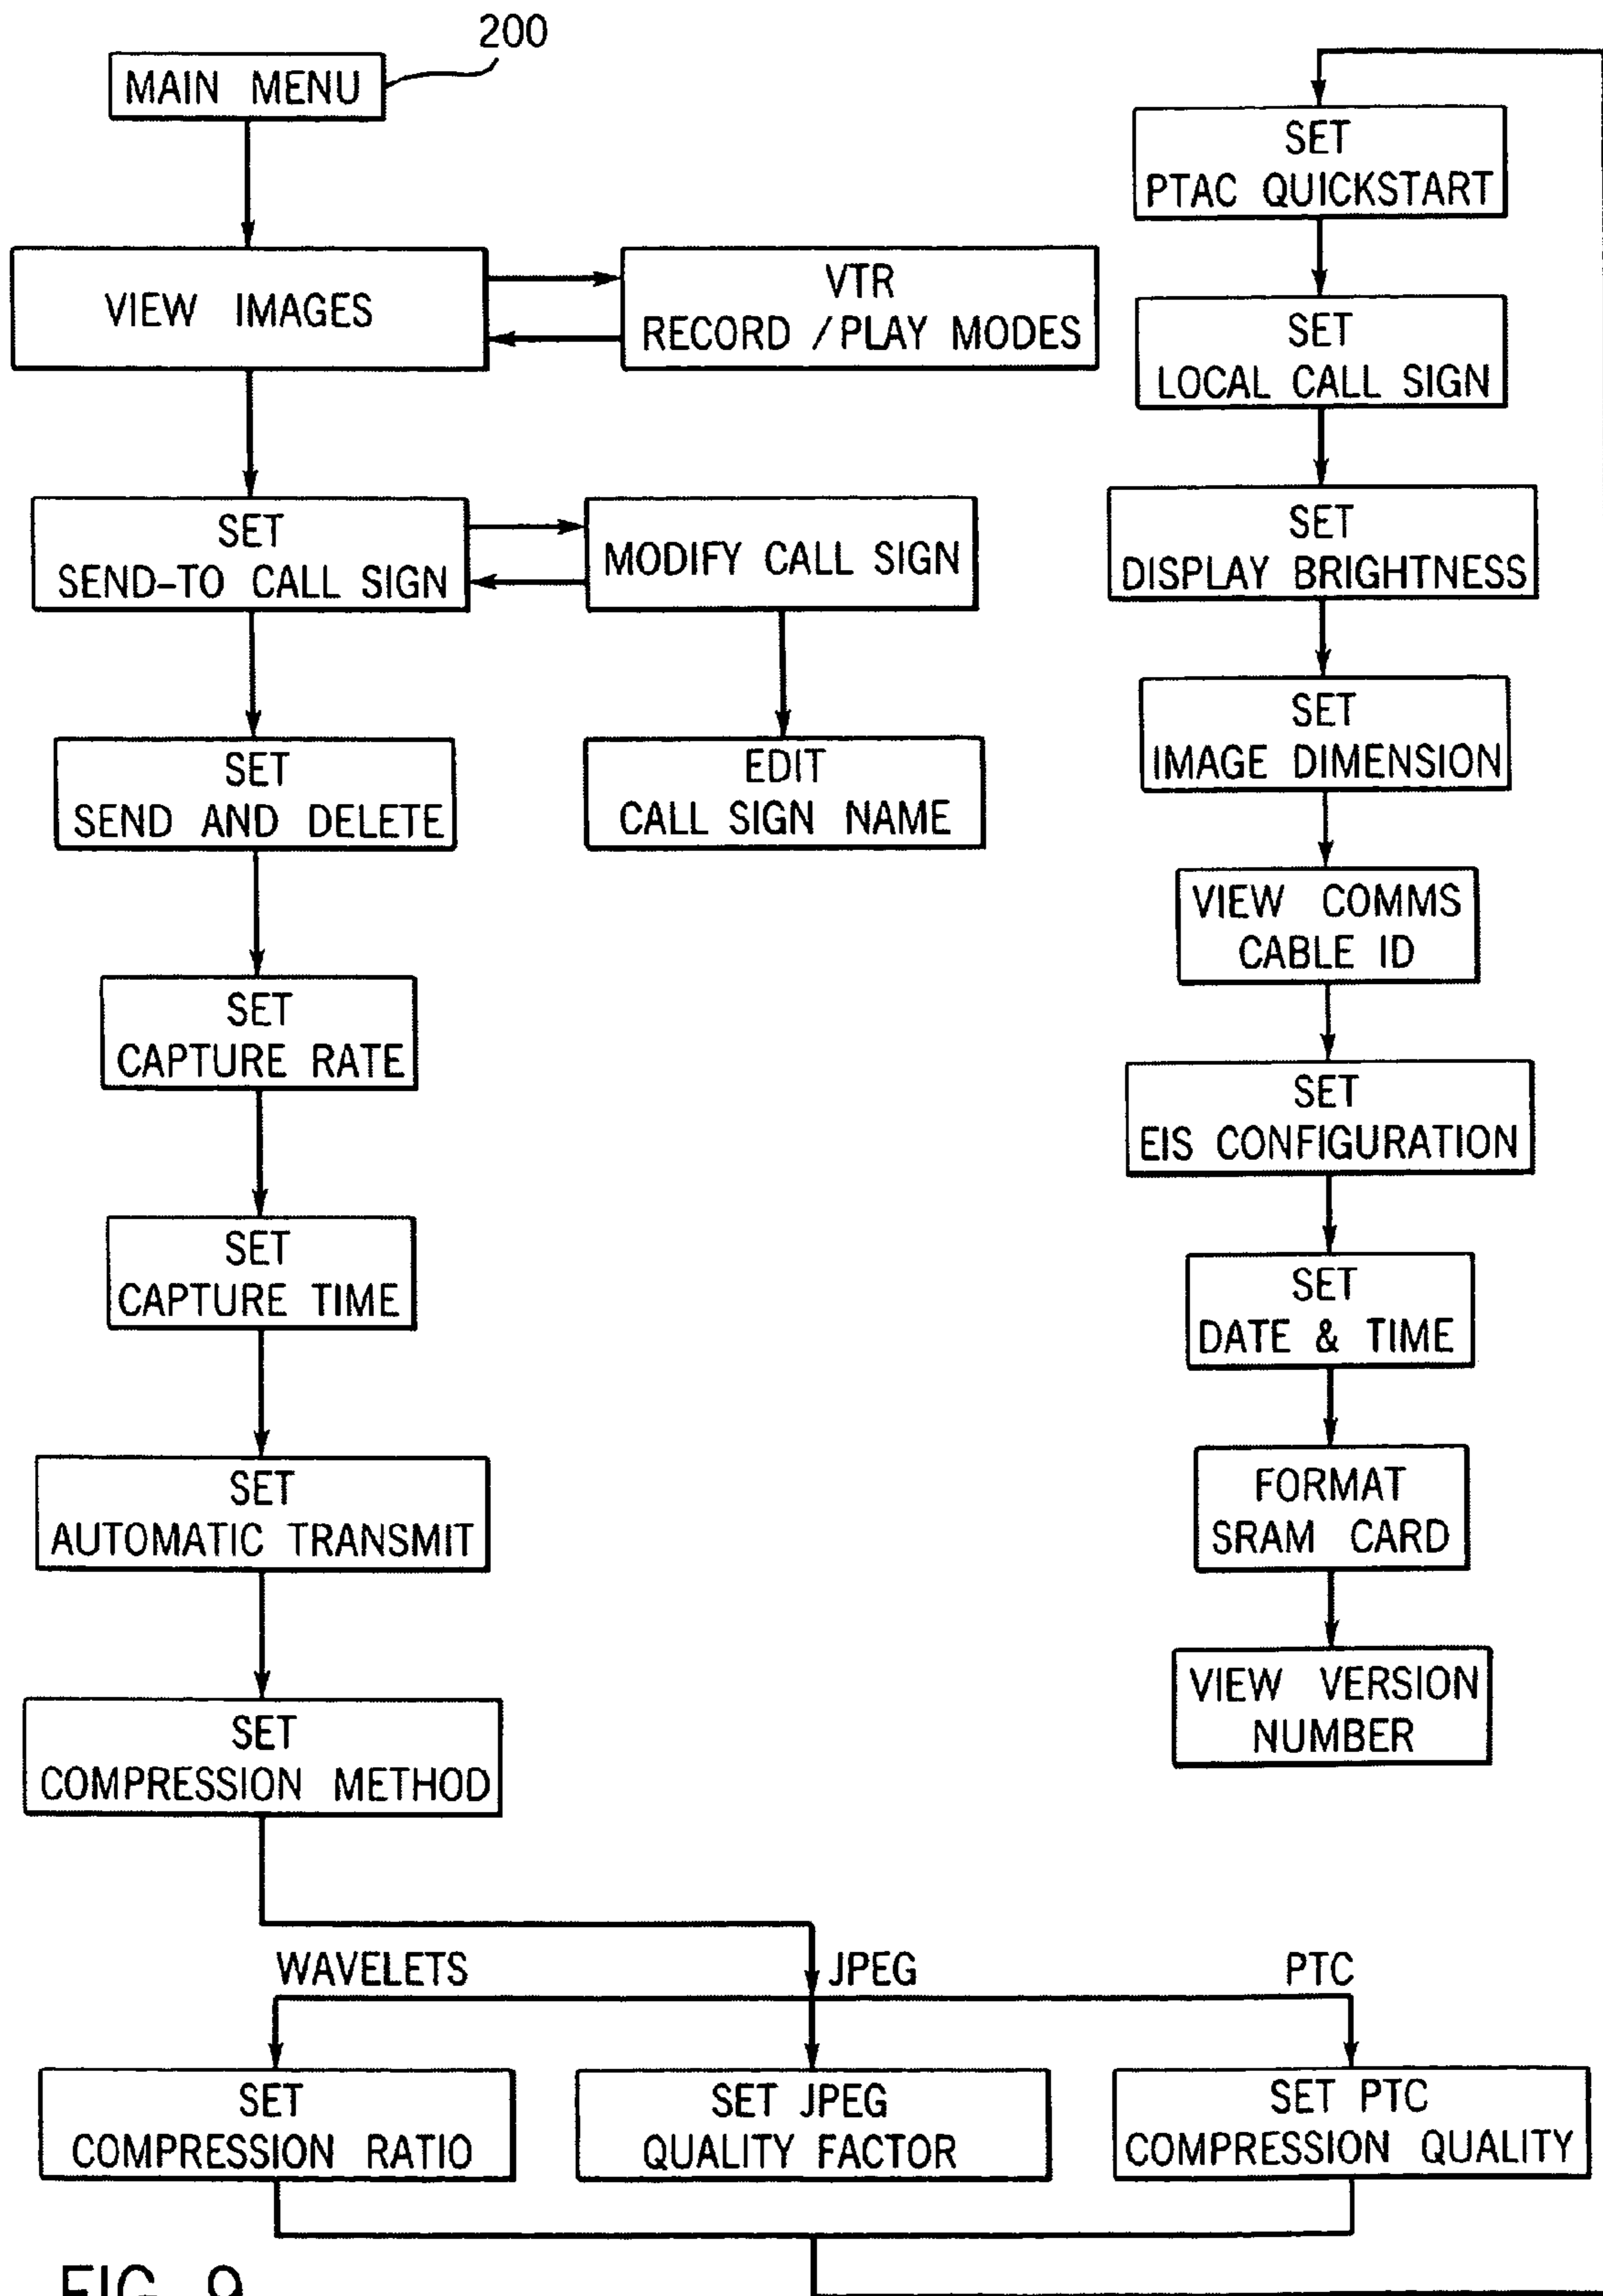 200
MAIN MENU
VIEW IMAGES
VTR
RECORD / PLAY MODES
SET
SEND-TO CALL SIGN
MODIFY CALL SIGN
SET
SEND AND DELETE
EDIT
CALL SIGN NAME
SET
CAPTURE RATE
SET
CAPTURE TIME
SET
AUTOMATIC TRANSMIT
SET
COMPRESSION METHOD
WAVELETS
JPEG
PTC
SET
COMPRESSION RATIO
SET JPEG
QUALITY FACTOR
SET PTC
COMPRESSION QUALITY
SET
PTAC QUICKSTART
SET
LOCAL CALL SIGN
SET
DISPLAY BRIGHTNESS
SET
IMAGE DIMENSION
VIEW COMMS
CABLE ID
SET
EIS CONFIGURATION
SET
DATE & TIME
FORMAT
SRAM CARD
VIEW VERSION
NUMBER
FIG. 9